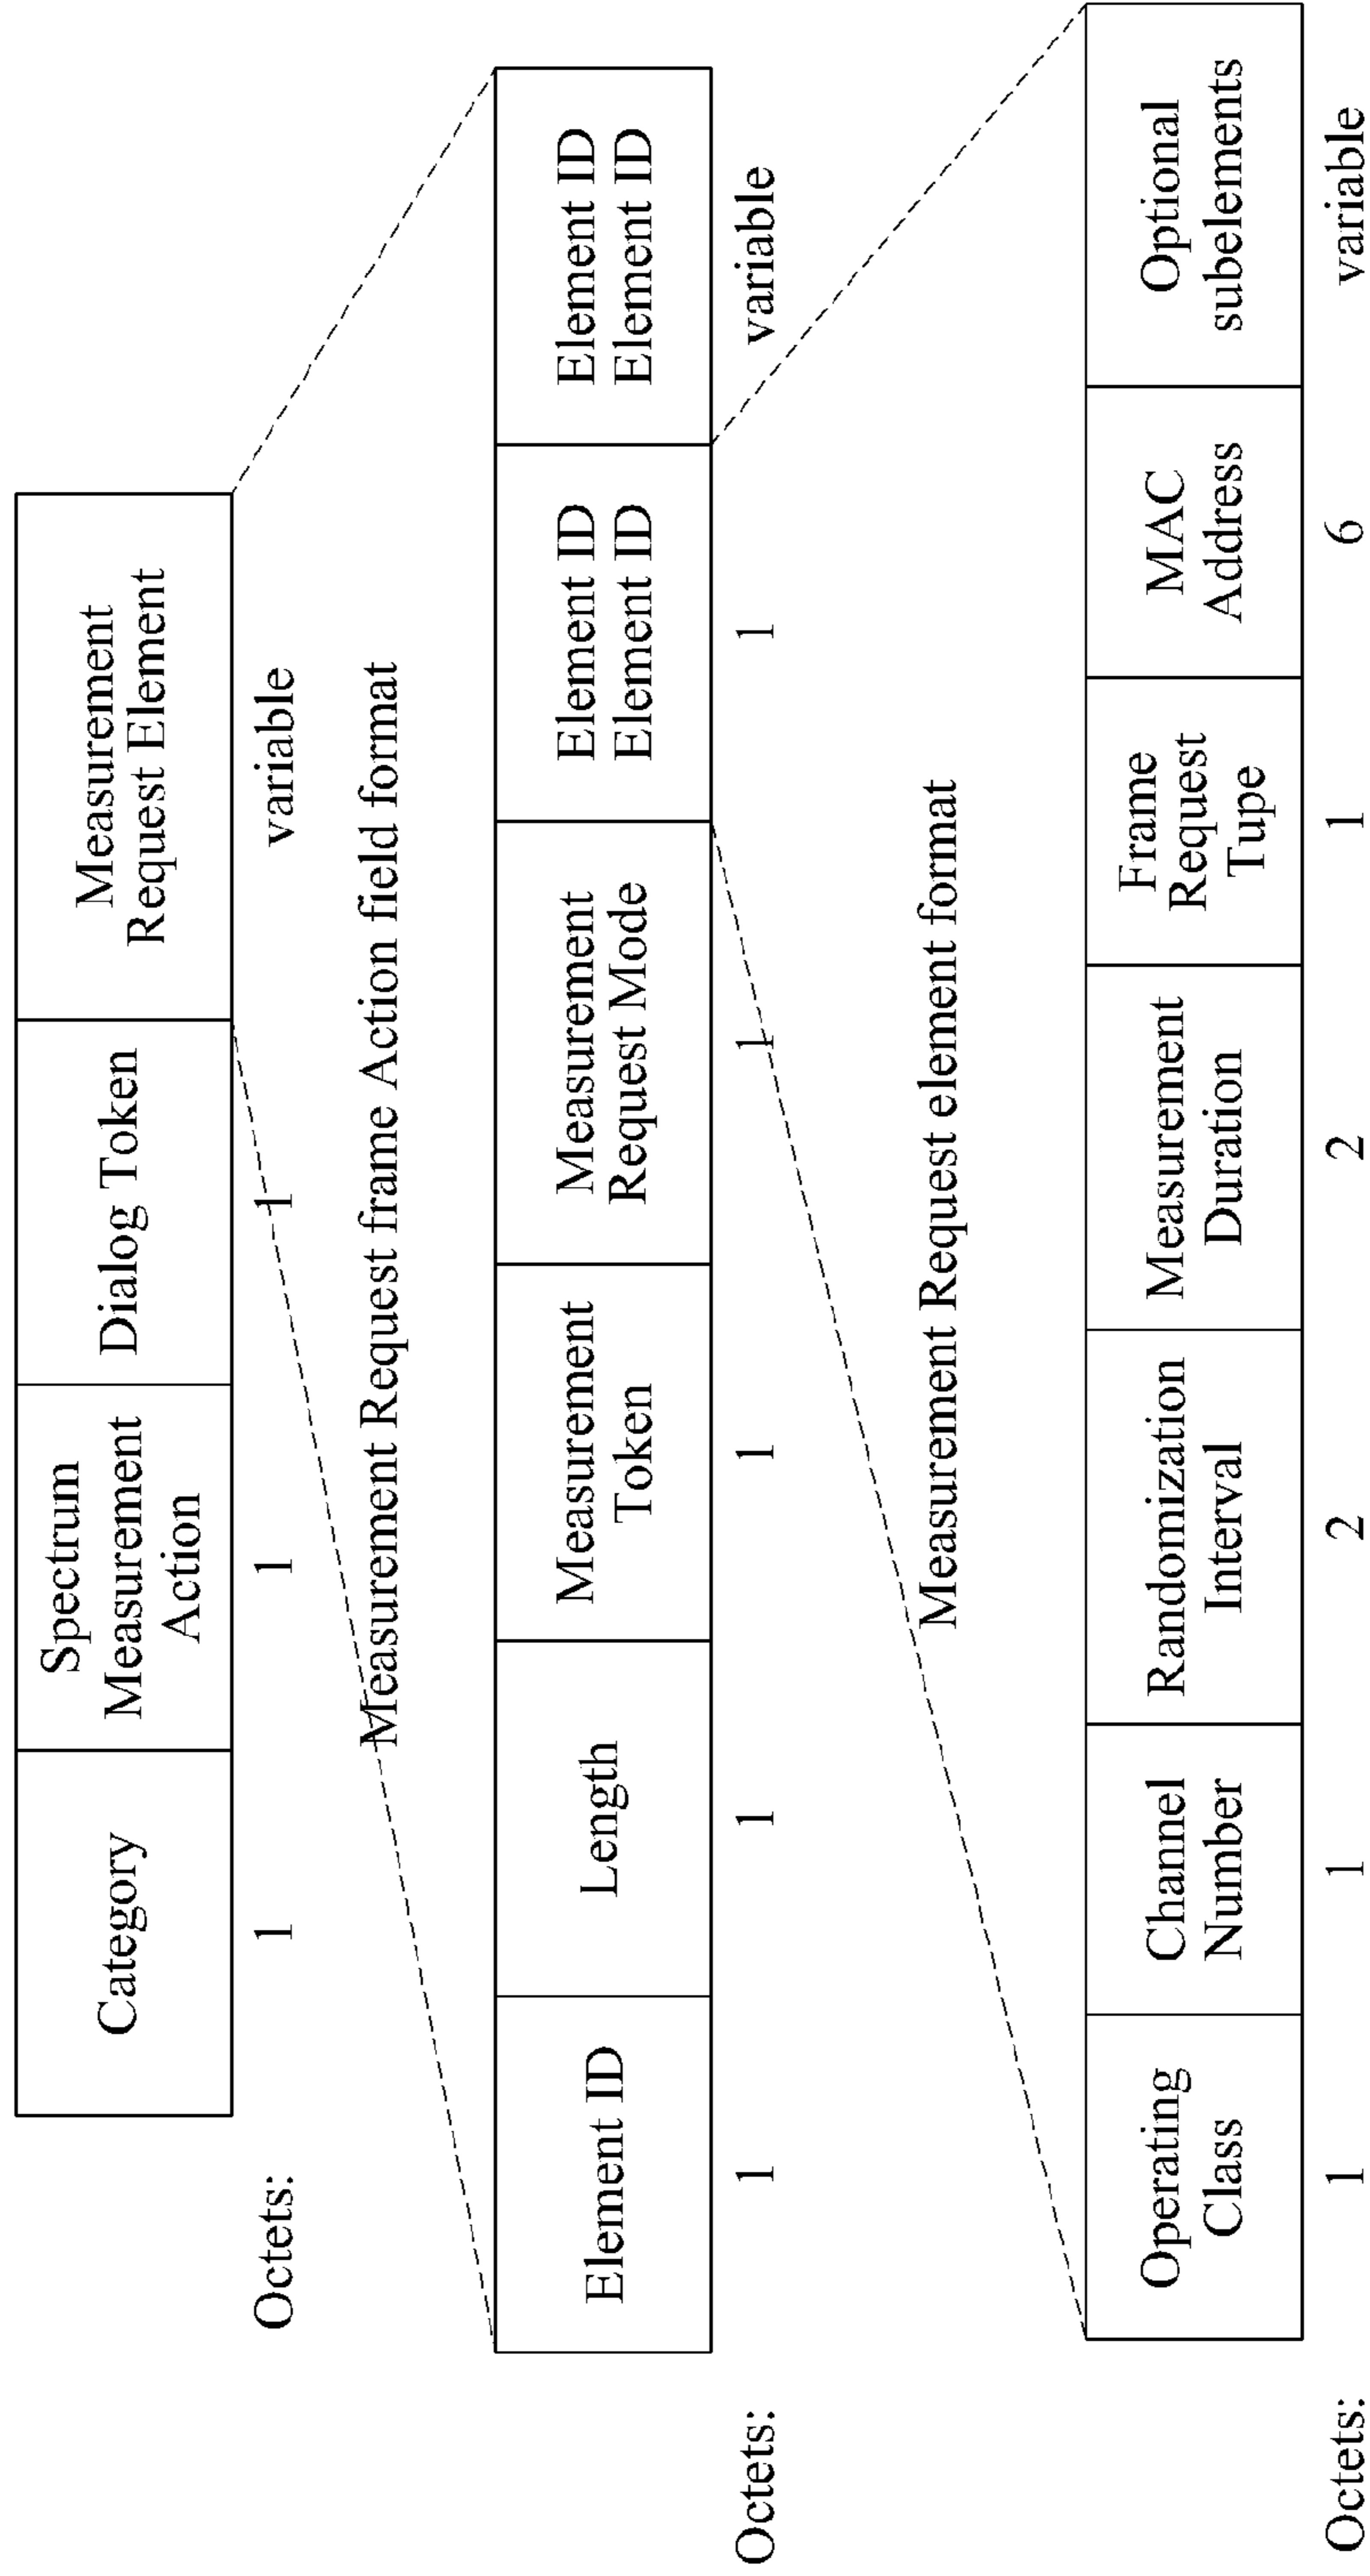 Category
Spectrum
Measurement
Action
Dialog Token
Measurement
Request Element
Octets:
1
1
1
variable
Measurement Request frame Action field format
Element ID
Length
Measurement
Token
Measurement
Request Mode
Element ID
Element ID
Element ID
Element ID
Octets:
1
1
1
1
1
variable
Measurement Request element format
Operating
Class
Channel
Number
Randomization
Interval
Measurement
Duration
Frame
Request
Tupe
MAC
Address
Optional
subelements
Octets:
1
1
2
2
1
6
variable